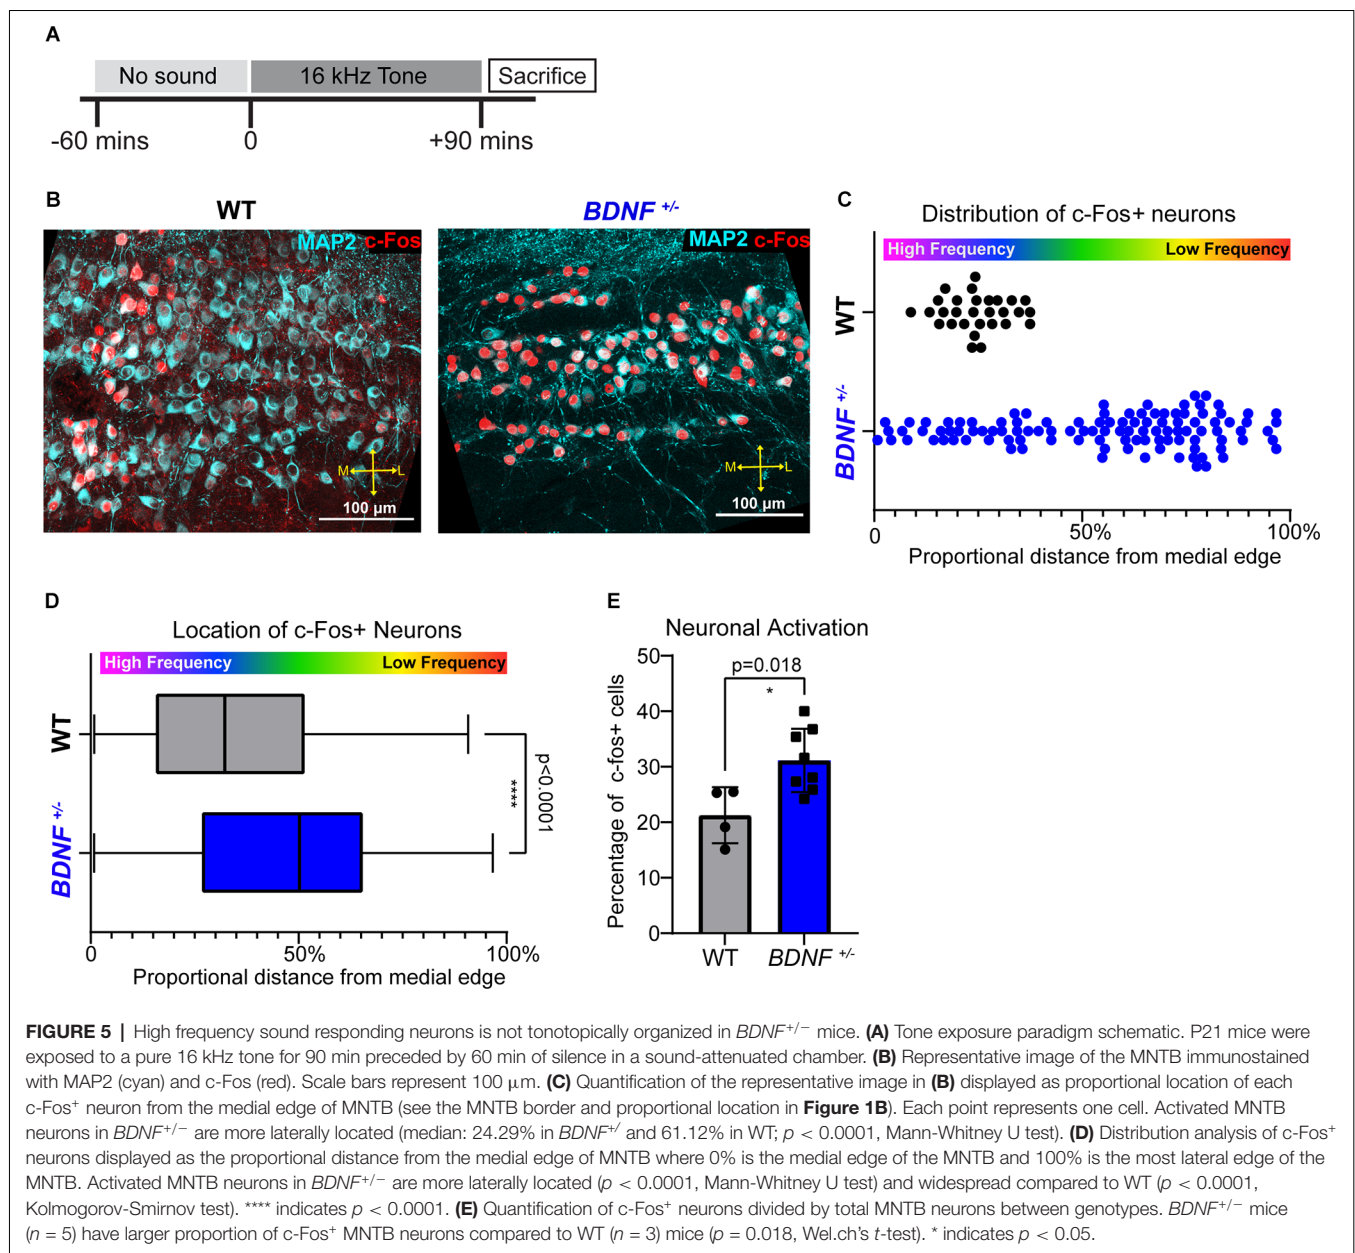 A
No sound
16 kHz Tone
Sacrifice
-60 mins
0
+90 mins
B
WT
BDNF +/-
MAP2 c-Fos
M
L
100 µm
MAP2 c-Fos
M
L
100 µm
C
Distribution of c-Fos+ neurons
High Frequency
Low Frequency
WT
BDNF +/-
0
50%
100%
Proportional distance from medial edge
D
Location of c-Fos+ Neurons
High Frequency
Low Frequency
WT
BDNF +/-
p<0.0001
****
0
50%
100%
Proportional distance from medial edge
E
Neuronal Activation
p=0.018
*
Percentage of c-fos+ cells
50
40
30
20
10
0
WT
BDNF +/-
FIGURE 5 | High frequency sound responding neurons is not tonotopically organized in BDNF+/− mice. (A) Tone exposure paradigm schematic. P21 mice were
exposed to a pure 16 kHz tone for 90 min preceded by 60 min of silence in a sound-attenuated chamber. (B) Representative image of the MNTB immunostained
with MAP2 (cyan) and c-Fos (red). Scale bars represent 100 µm. (C) Quantification of the representative image in (B) displayed as proportional location of each
c-Fos+ neuron from the medial edge of MNTB (see the MNTB border and proportional location in Figure 1B). Each point represents one cell. Activated MNTB
neurons in BDNF+/− are more laterally located (median: 24.29% in BDNF+/ and 61.12% in WT; p < 0.0001, Mann-Whitney U test). (D) Distribution analysis of c-Fos+
neurons displayed as the proportional distance from the medial edge of MNTB where 0% is the medial edge of the MNTB and 100% is the most lateral edge of the
MNTB. Activated MNTB neurons in BDNF+/− are more laterally located (p < 0.0001, Mann-Whitney U test) and widespread compared to WT (p < 0.0001,
Kolmogorov-Smirnov test). **** indicates p < 0.0001. (E) Quantification of c-Fos+ neurons divided by total MNTB neurons between genotypes. BDNF+/− mice
(n = 5) have larger proportion of c-Fos+ MNTB neurons compared to WT (n = 3) mice (p = 0.018, Wel.ch's t-test). * indicates p < 0.05.